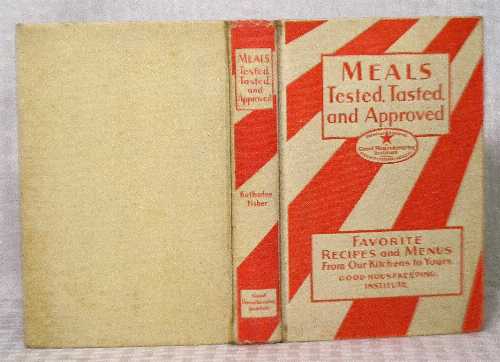 MEALS
Tested,
Tasted,
and
Approved
Katharine
Fisher
Good
Housekeeping
Institute
MEALS
Tested, Tasted,
and Approved
Good Housekeeping
Institute
FAVORITE
RECIPES and MENUS
From Our Kitchens to Yours
GOOD HOUSEKEEPING
INSTITUTE